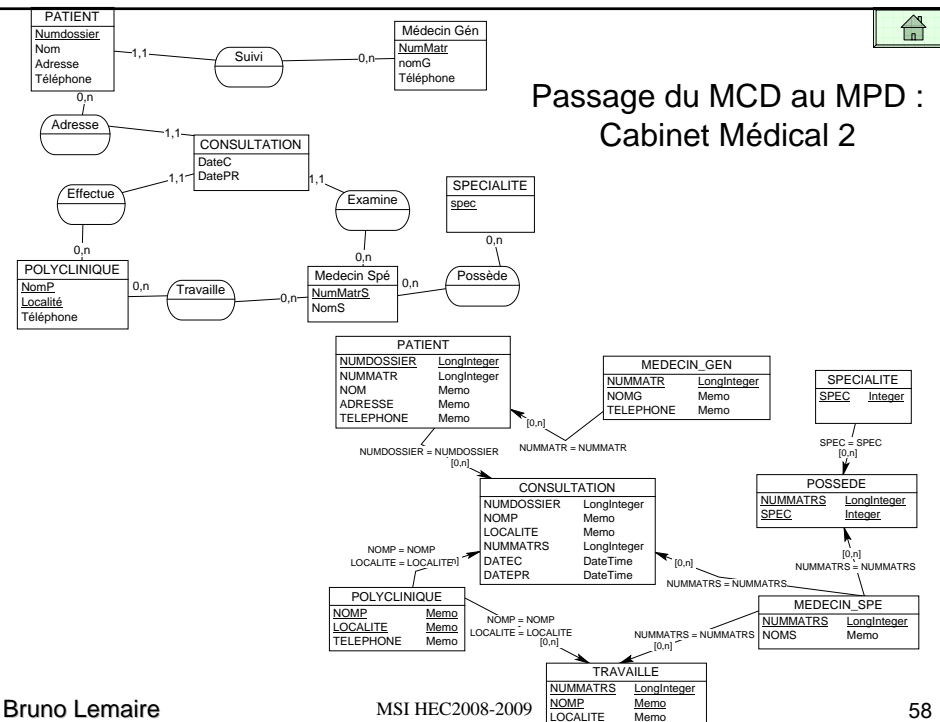 PATIENT
Numdossier
Nom
Adresse
Téléphone
1,1
Suivi
0,n
Médecin Gén
NumMatr
nomG
Téléphone
Passage du MCD au MPD :
Cabinet Médical 2
0,n
Adresse
1,1
CONSULTATION
DateC
DatePR
1,1
1,1
Effectue
Examine
SPECIALITE
spec
0,n
0,n
0,n
POLYCLINIQUE
NomP
Localité
Téléphone
0,n
Travaille
0,n
Medecin Spé
NumMatrS
NomS
0,n
Possède
PATIENT
NUMDOSSIER LongInteger
NUMMATR LongInteger
NOM Memo
ADRESSE Memo
TELEPHONE Memo
MEDECIN_GEN
NUMMATR LongInteger
NOMG Memo
TELEPHONE Memo
SPECIALITE
SPEC Integer
[0,n]
NUMMATR = NUMMATR
NUMDOSSIER = NUMDOSSIER
[0,n]
SPEC = SPEC
[0,n]
CONSULTATION
NUMDOSSIER LongInteger
NOMP Memo
LOCALITE Memo
NUMMATRS LongInteger
DATEC DateTime
DATEPR DateTime
POSSEDE
NUMMATRS LongInteger
SPEC Integer
NOMP = NOMP
LOCALITE = LOCALITE
[0,n]
NUMMATRS = NUMMATRS
[0,n]
NUMMATRS = NUMMATRS
POLYCLINIQUE
NOMP Memo
LOCALITE Memo
TELEPHONE Memo
NOMP = NOMP
LOCALITE = LOCALITE
[0,n]
NUMMATRS = NUMMATRS
[0,n]
MEDECIN_SPE
NUMMATRS LongInteger
NOMS Memo
TRAVAILLE
NUMMATRS LongInteger
NOMP Memo
LOCALITE Memo
Bruno Lemaire
MSI HEC2008-2009
58